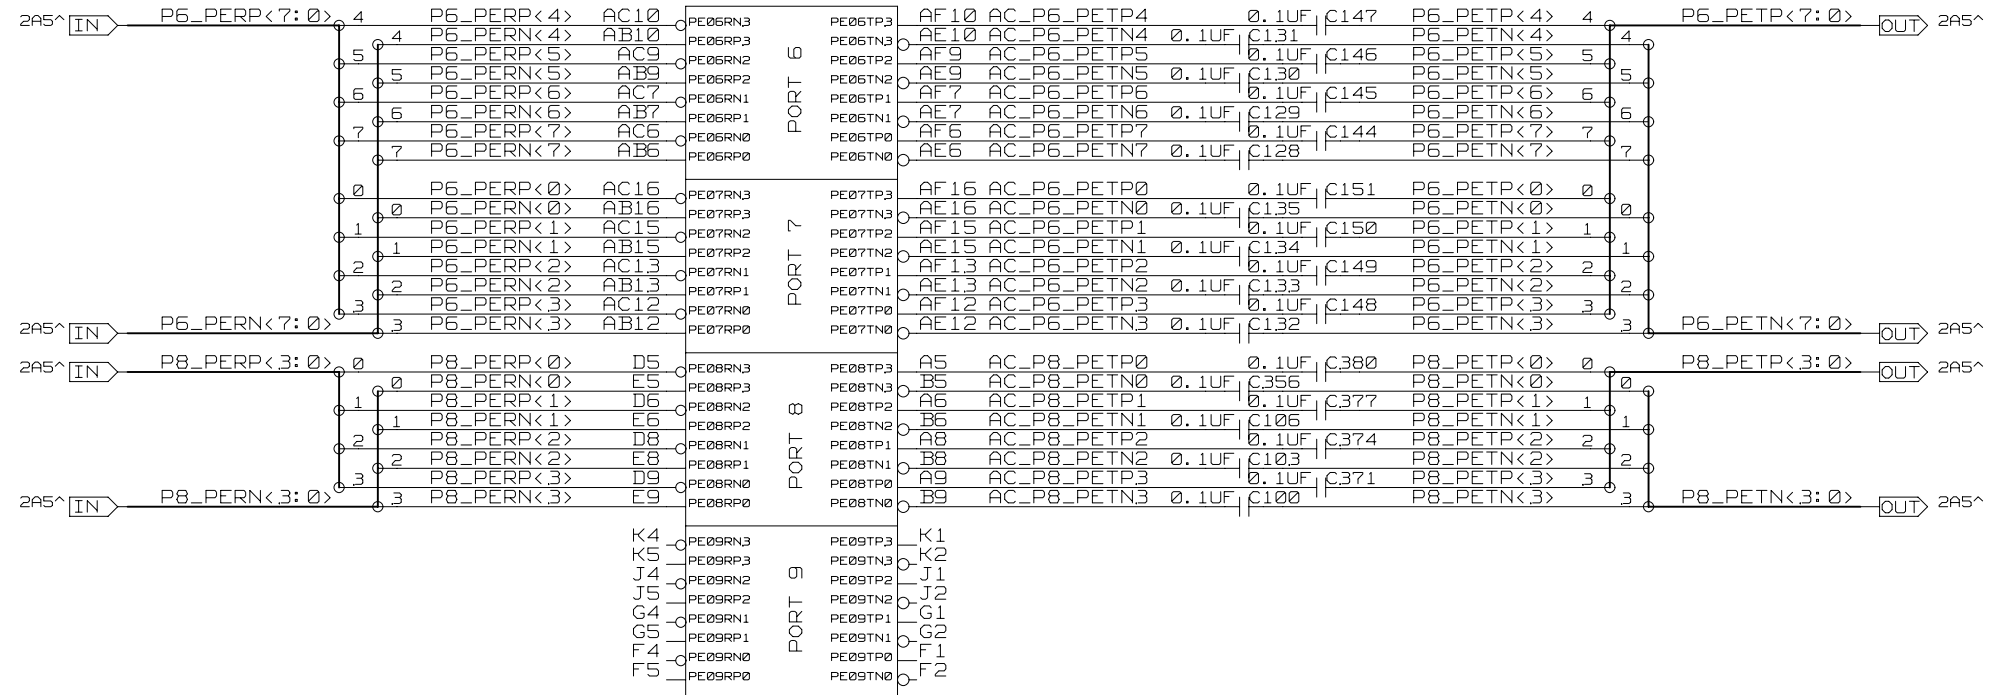 2A5^ IN P6_PERP<7:0> 4 P6_PERP<4> AC10 PE06RN3 PE06TP3 AF10 AC_P6_PETP4 0.1UF C147 P6_PETP<4> 4 P6_PETP<7:0> OUT 2A5^
4 P6_PERN<4> AB10 PE06RP3 PE06TN3 AE10 AC_P6_PETN4 0.1UF C131 P6_PETN<4> 4
5 P6_PERP<5> AC9 PE06RN2 PE06TP2 AF9 AC_P6_PETP5 0.1UF C146 P6_PETP<5> 5
5 P6_PERN<5> AB9 PE06RP2 PE06TN2 AE9 AC_P6_PETN5 0.1UF C130 P6_PETN<5> 5
6 P6_PERP<6> AC7 PE06RN1 PE06TP1 AF7 AC_P6_PETP6 0.1UF C145 P6_PETP<6> 6
6 P6_PERN<6> AB7 PE06RP1 PE06TN1 AE7 AC_P6_PETN6 0.1UF C129 P6_PETN<6> 6
7 P6_PERP<7> AC6 PE06RN0 PE06TP0 AF6 AC_P6_PETP7 0.1UF C144 P6_PETP<7> 7
7 P6_PERN<7> AB6 PE06RP0 PE06TN0 AE6 AC_P6_PETN7 0.1UF C128 P6_PETN<7> 7
PORT 6
0 P6_PERP<0> AC16 PE07RN3 PE07TP3 AF16 AC_P6_PETP0 0.1UF C151 P6_PETP<0> 0
0 P6_PERN<0> AB16 PE07RP3 PE07TN3 AE16 AC_P6_PETN0 0.1UF C135 P6_PETN<0> 0
1 P6_PERP<1> AC15 PE07RN2 PE07TP2 AF15 AC_P6_PETP1 0.1UF C150 P6_PETP<1> 1
1 P6_PERN<1> AB15 PE07RP2 PE07TN2 AE15 AC_P6_PETN1 0.1UF C134 P6_PETN<1> 1
2 P6_PERP<2> AC13 PE07RN1 PE07TP1 AF13 AC_P6_PETP2 0.1UF C149 P6_PETP<2> 2
2 P6_PERN<2> AB13 PE07RP1 PE07TN1 AE13 AC_P6_PETN2 0.1UF C133 P6_PETN<2> 2
3 P6_PERP<3> AC12 PE07RN0 PE07TP0 AF12 AC_P6_PETP3 0.1UF C148 P6_PETP<3> 3
2A5^ IN P6_PERN<7:0> 3 P6_PERN<3> AB12 PE07RP0 PE07TN0 AE12 AC_P6_PETN3 0.1UF C132 P6_PETN<3> 3 P6_PETN<7:0> OUT 2A5^
PORT 7
2A5^ IN P8_PERP<3:0> 0 P8_PERP<0> D5 PE08RN3 PE08TP3 A5 AC_P8_PETP0 0.1UF C380 P8_PETP<0> 0 P8_PETP<3:0> OUT 2A5^
0 P8_PERN<0> E5 PE08RP3 PE08TN3 B5 AC_P8_PETN0 0.1UF C356 P8_PETN<0> 0
1 P8_PERP<1> D6 PE08RN2 PE08TP2 A6 AC_P8_PETP1 0.1UF C377 P8_PETP<1> 1
1 P8_PERN<1> E6 PE08RP2 PE08TN2 B6 AC_P8_PETN1 0.1UF C106 P8_PETN<1> 1
2 P8_PERP<2> D8 PE08RN1 PE08TP1 A8 AC_P8_PETP2 0.1UF C374 P8_PETP<2> 2
2 P8_PERN<2> E8 PE08RP1 PE08TN1 B8 AC_P8_PETN2 0.1UF C103 P8_PETN<2> 2
3 P8_PERP<3> D9 PE08RN0 PE08TP0 A9 AC_P8_PETP3 0.1UF C371 P8_PETP<3> 3
2A5^ IN P8_PERN<3:0> 3 P8_PERN<3> E9 PE08RP0 PE08TN0 B9 AC_P8_PETN3 0.1UF C100 P8_PETN<3> 3 P8_PETN<3:0> OUT 2A5^
PORT 8
K4 PE09RN3 PE09TP3 K1
K5 PE09RP3 PE09TN3 K2
J4 PE09RN2 PE09TP2 J1
J5 PE09RP2 PE09TN2 J2
G4 PE09RN1 PE09TP1 G1
G5 PE09RP1 PE09TN1 G2
F4 PE09RN0 PE09TP0 F1
F5 PE09RP0 PE09TN0 F2
PORT 9